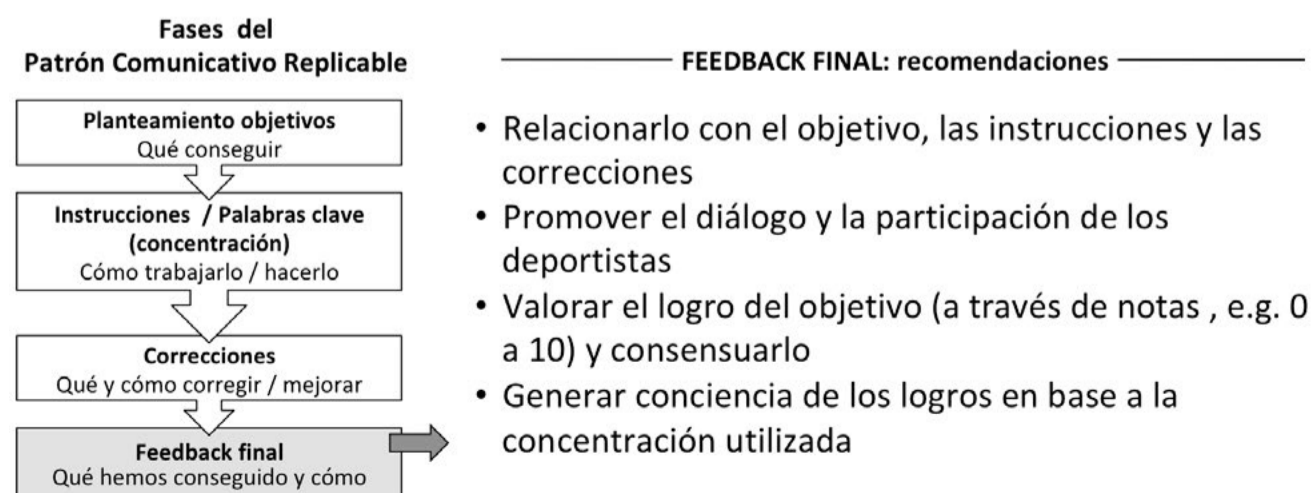 Fases del
Patrón Comunicativo Replicable
Planteamiento objetivos
Qué conseguir
Instrucciones / Palabras clave
(concentración)
Cómo trabajarlo / hacerlo
Correcciones
Qué y cómo corregir / mejorar
Feedback final
Qué hemos conseguido y cómo
FEEDBACK FINAL: recomendaciones
• Relacionarlo con el objetivo, las instrucciones y las
correcciones
• Promover el diálogo y la participación de los
deportistas
• Valorar el logro del objetivo (a través de notas , e.g. 0
a 10) y consensuarlo
• Generar conciencia de los logros en base a la
concentración utilizada